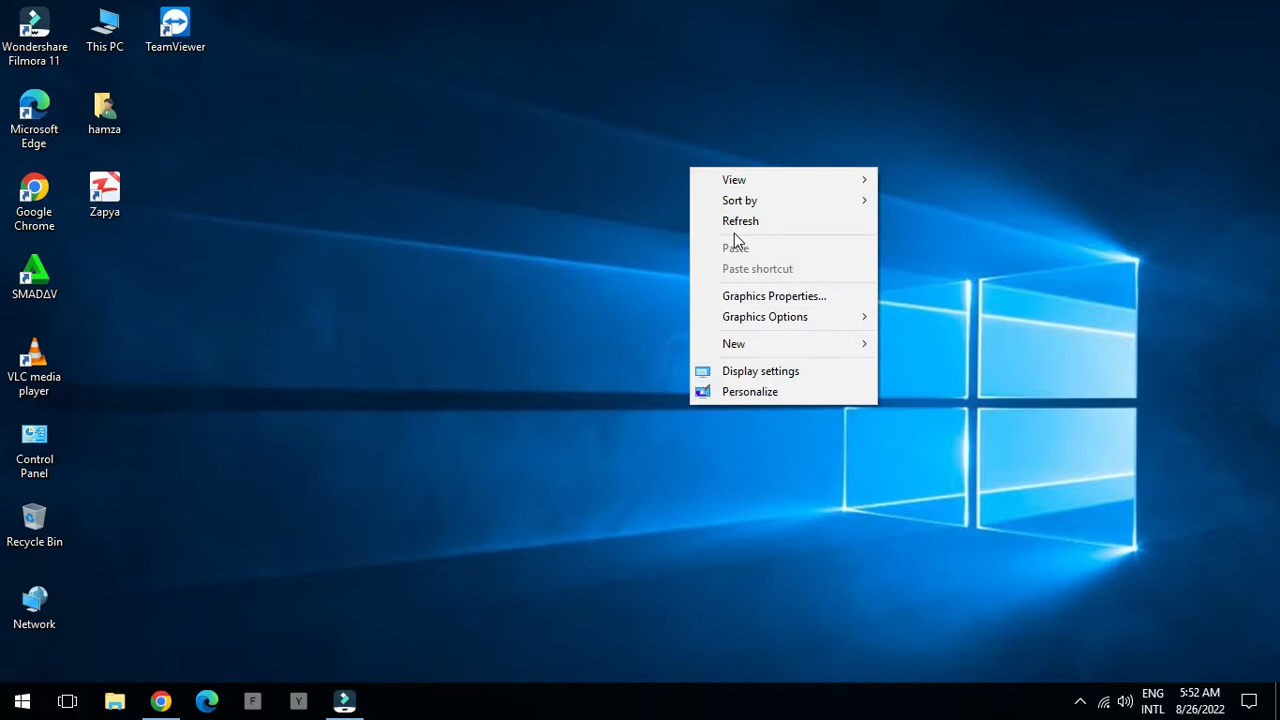 Wondershare
Filmora 11
This PC
TeamViewer
Microsoft
Edge
hamza
Google
Chrome
Zapya
SMADΔV
VLC media
player
Control
Panel
Recycle Bin
Network
View
Sort by
Refresh
Paste
Paste shortcut
Graphics Properties...
Graphics Options
New
Display settings
Personalize
F
Y
ENG
INTL
5:52 AM
8/26/2022